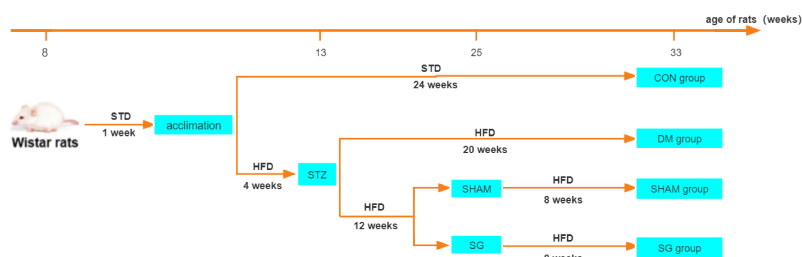 age of rats (weeks)
8
13
25
33
STD
24 weeks
CON group
STD
1 week
acclimation
Wistar rats
HFD
20 weeks
DM group
HFD
4 weeks
STZ
HFD
12 weeks
SHAM
HFD
8 weeks
SHAM group
SG
HFD
SG group